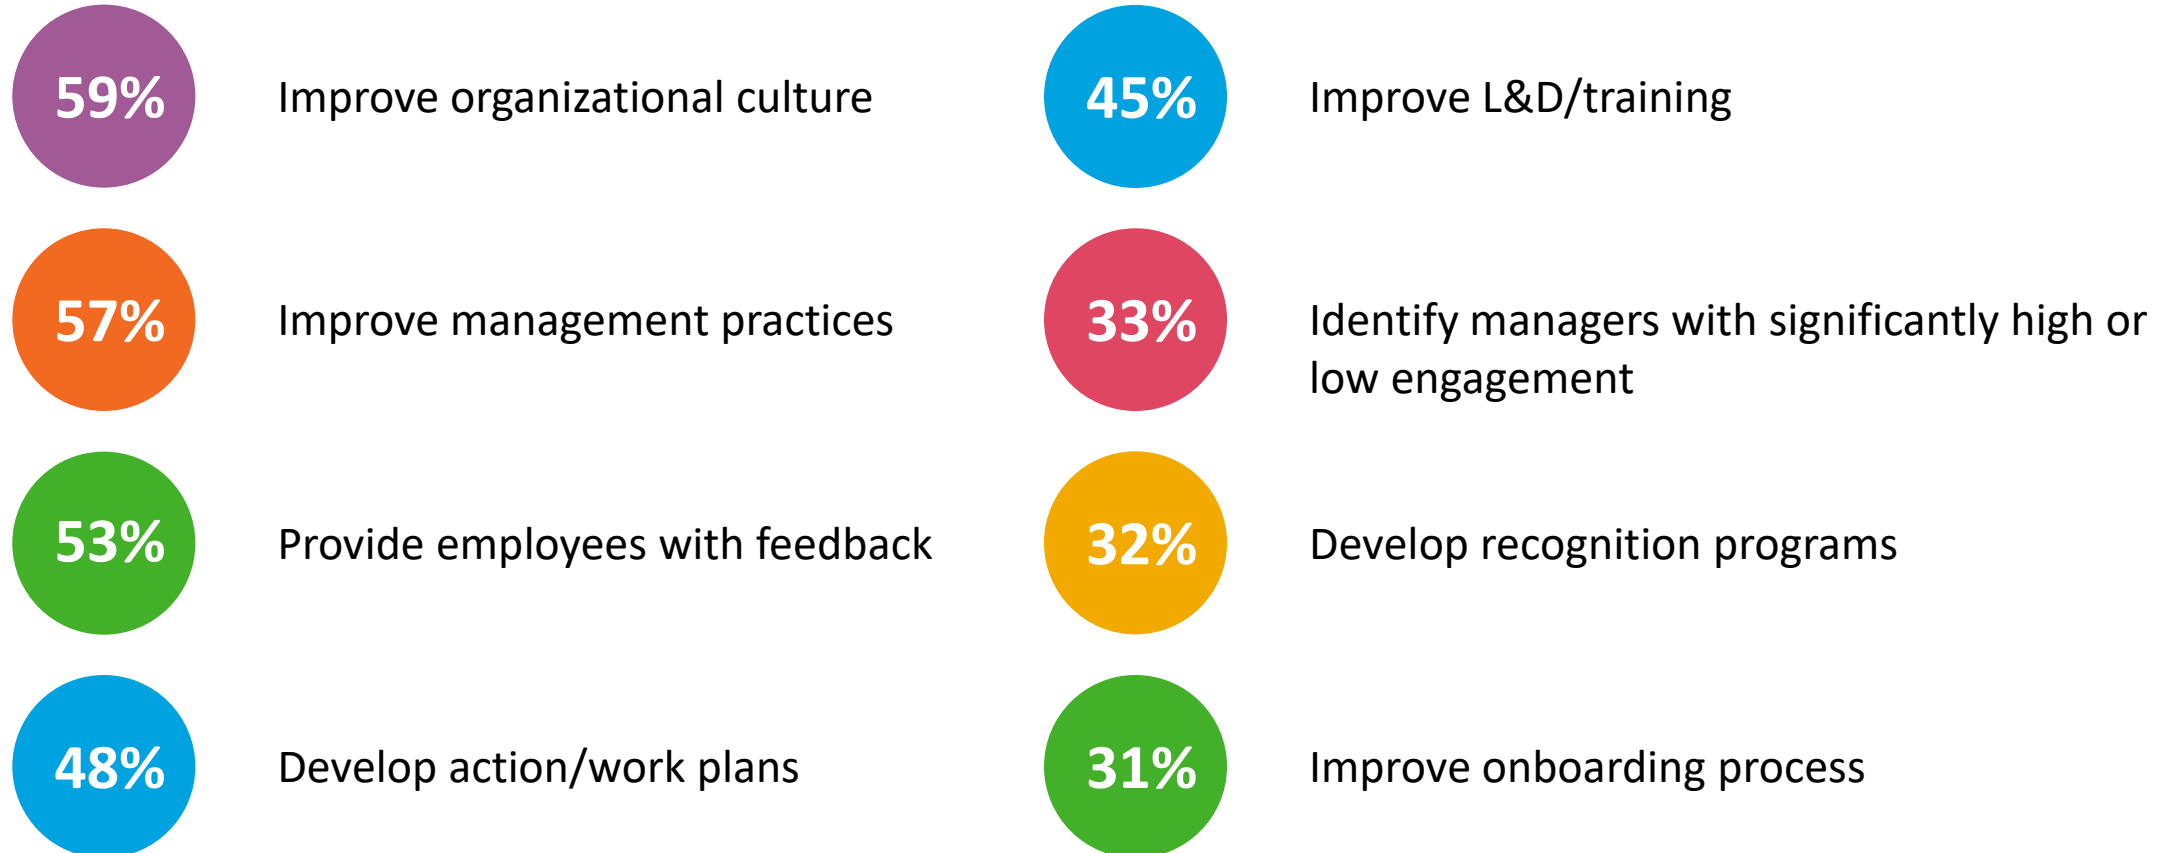 59%
Improve organizational culture
57%
Improve management practices
53%
Provide employees with feedback
48%
Develop action/work plans
45%
Improve L&D/training
33%
Identify managers with significantly high or
low engagement
32%
Develop recognition programs
31%
Improve onboarding process